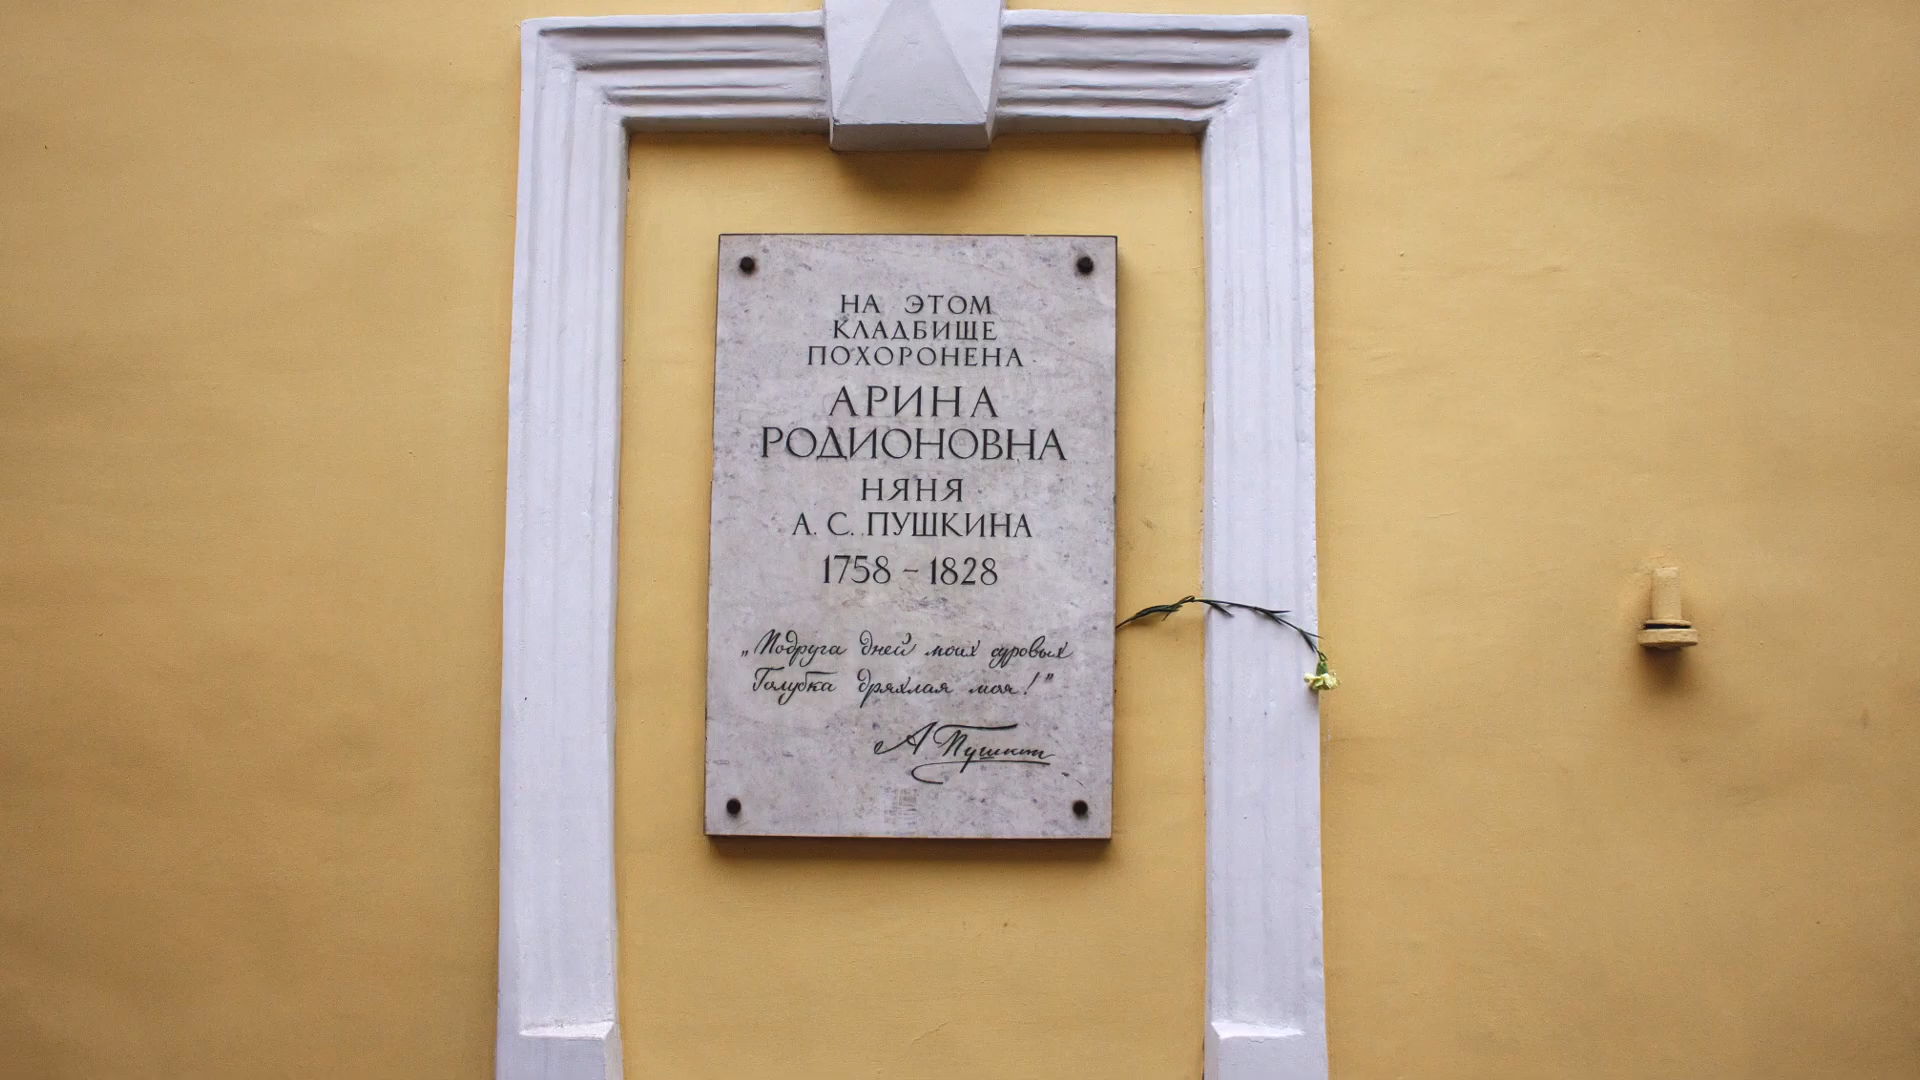 НА ЭТОМ
КЛАДБИЩЕ
ПОХОРОНЕНА
АРИНА
РОДИОНОВНА
НЯНЯ
А. С. ПУШКИНА
1758 – 1828
„Подруга дней моих суровых
Голубка дряхлая моя!"
А Пушкин